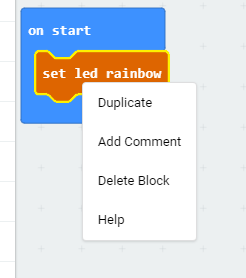 on start
set led rainbow
Duplicate
Add Comment
Delete Block
Help